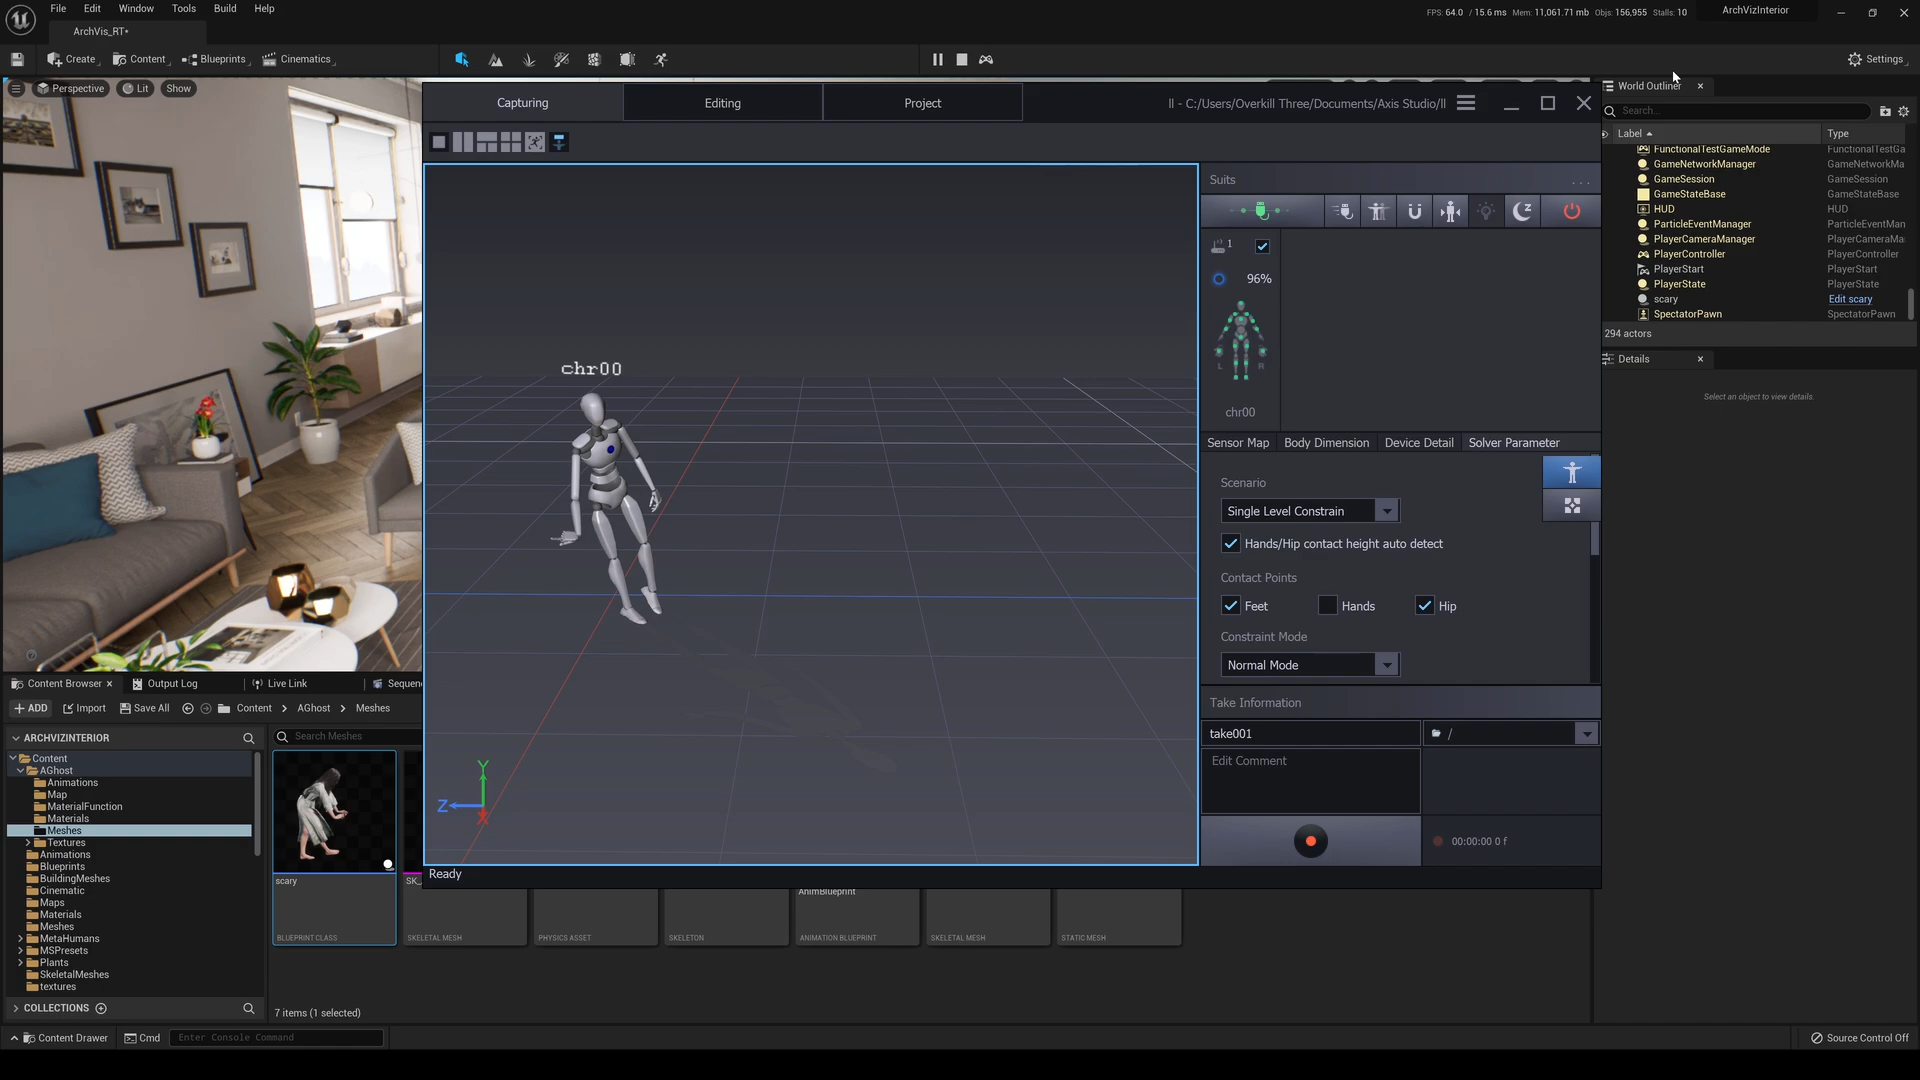 File Edit Window Tools Build Help
FPS: 64.0 / 15.6 ms Mem: 11,061.71 mb Objs: 156,955 Stalls: 10
ArchVizInterior
ArchVis_RT*
Create
Content
Blueprints
Cinematics
Settings
Perspective
Lit
Show
Capturing
Editing
Project
ll - C:/Users/Overkill Three/Documents/Axis Studio/ll
World Outliner
Search...
Label
Type
FunctionalTestGameMode FunctionalTestGa
GameNetworkManager GameNetworkMa
GameSession GameSession
GameStateBase GameStateBase
HUD HUD
ParticleEventManager ParticleEventMan
PlayerCameraManager PlayerCameraMa
PlayerController PlayerController
PlayerStart PlayerStart
PlayerState PlayerState
scary Edit scary
SpectatorPawn SpectatorPawn
294 actors
Details
Select an object to view details.
Suits
...
1
96%
L R
chr00
chr00
Sensor Map Body Dimension Device Detail Solver Parameter
Scenario
Single Level Constrain
Hands/Hip contact height auto detect
Contact Points
Feet Hands Hip
Constraint Mode
Normal Mode
Take Information
take001
/
Edit Comment
00:00:00 0 f
Y
Z
X
Ready
Content Browser
Output Log
Live Link
Sequen
ADD
Import
Save All
Content > AGhost > Meshes
ARCHVIZINTERIOR
Search Meshes
Content
AGhost
Animations
Map
MaterialFunction
Materials
Meshes
Textures
Animations
Blueprints
BuildingMeshes
Cinematic
Maps
Materials
Meshes
MetaHumans
MSPresets
Plants
SkeletalMeshes
textures
scary
SK_
AnimBlueprint
BLUEPRINT CLASS
SKELETAL MESH
PHYSICS ASSET
SKELETON
ANIMATION BLUEPRINT
SKELETAL MESH
STATIC MESH
COLLECTIONS
7 items (1 selected)
Content Drawer
Cmd
Enter Console Command
Source Control Off